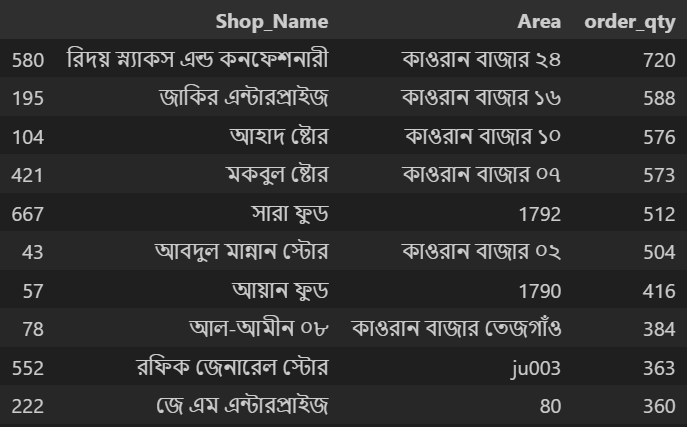 Shop_Name Area order_qty
580 রিদয় স্ন্যাকস এন্ড কনফেশনারী কাওরান বাজার ২৪ 720
195 জাকির এন্টারপ্রাইজ কাওরান বাজার ১৬ 588
104 আহাদ ষ্টোর কাওরান বাজার ১০ 576
421 মকবুল ষ্টোর কাওরান বাজার ০৭ 573
667 সারা ফুড 1792 512
43 আবদুল মান্নান স্টোর কাওরান বাজার ০২ 504
57 আয়ান ফুড 1790 416
78 আল-আমীন ০৮ কাওরান বাজার তেজগাঁও 384
552 রফিক জেনারেল স্টোর ju003 363
222 জে এম এন্টারপ্রাইজ 80 360